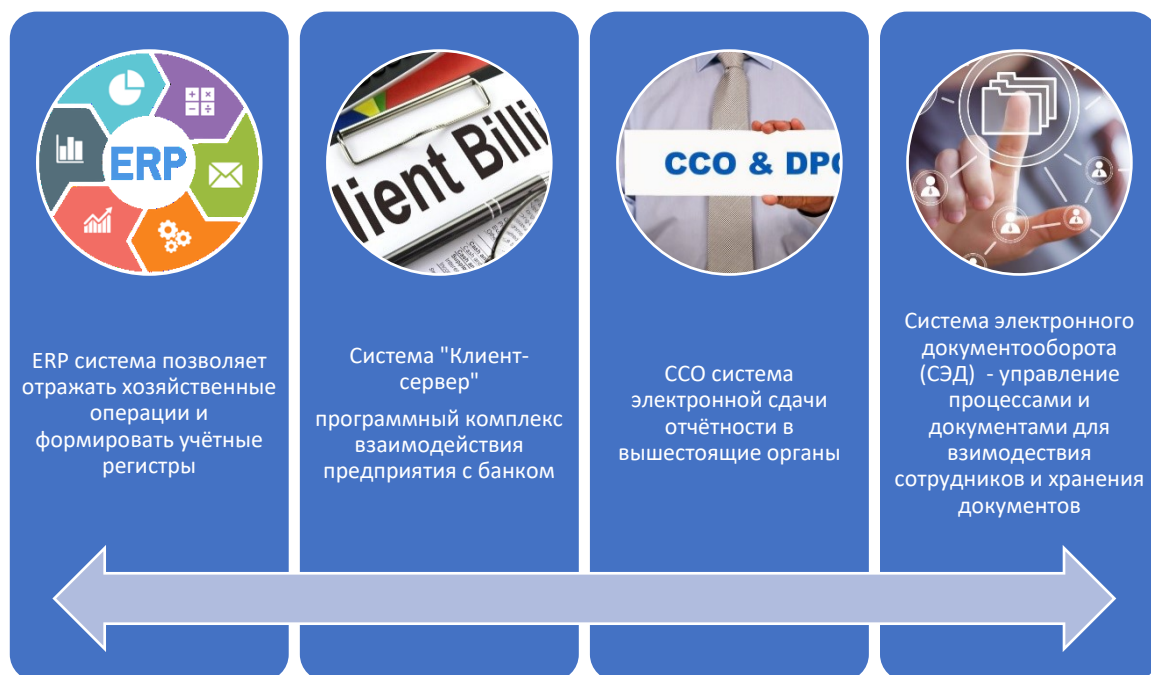 ERP
lient Billi
CCO & DPO
ERP система позволяет
отражать хозяйственные
операции и
формировать учётные
регистры
Система "Клиент-
сервер"
программный комплекс
взаимодействия
предприятия с банком
ССО система
электронной сдачи
отчётности в
вышестоящие органы
Система электронного
документооборота
(СЭД)  - управление
процессами и
документами для
взимодествия
сотрудников и хранения
документов